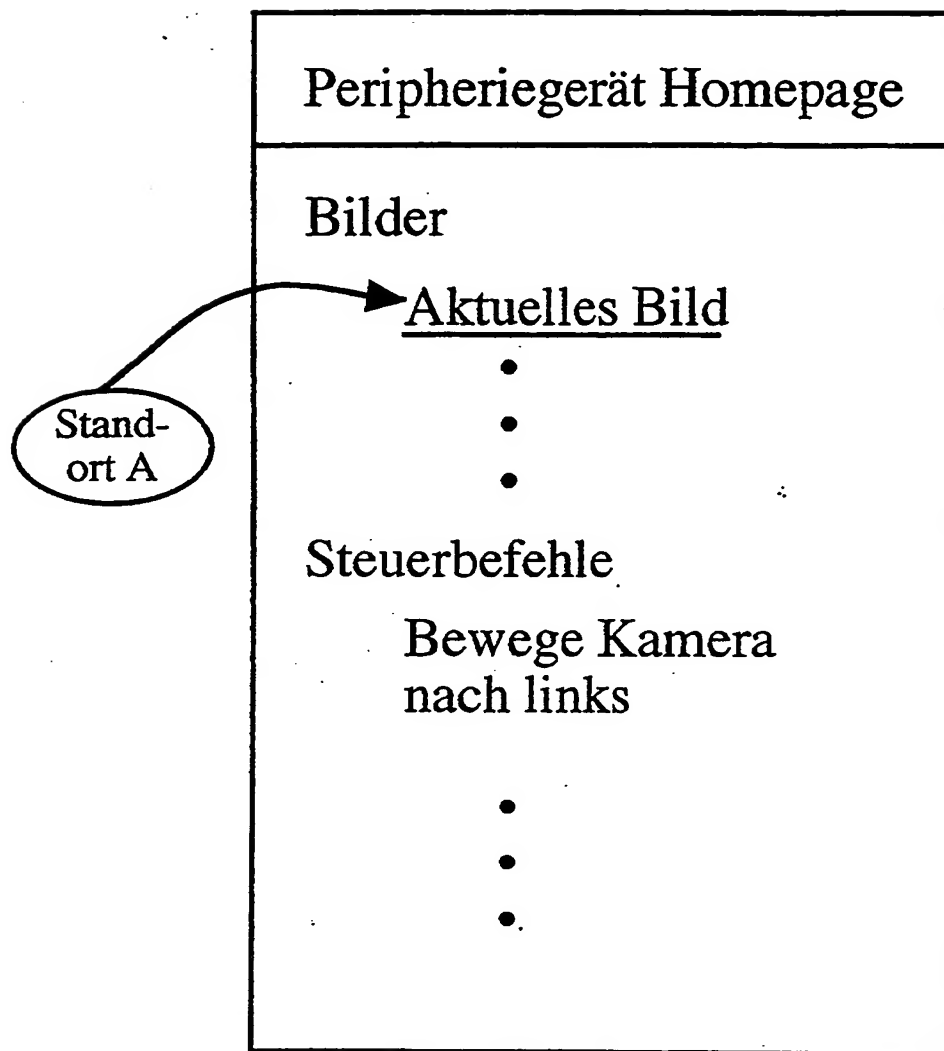 Peripheriegerät Homepage
Bilder
Aktuelles Bild
Stand-
ort A
Steuerbefehle
Bewege Kamera
nach links